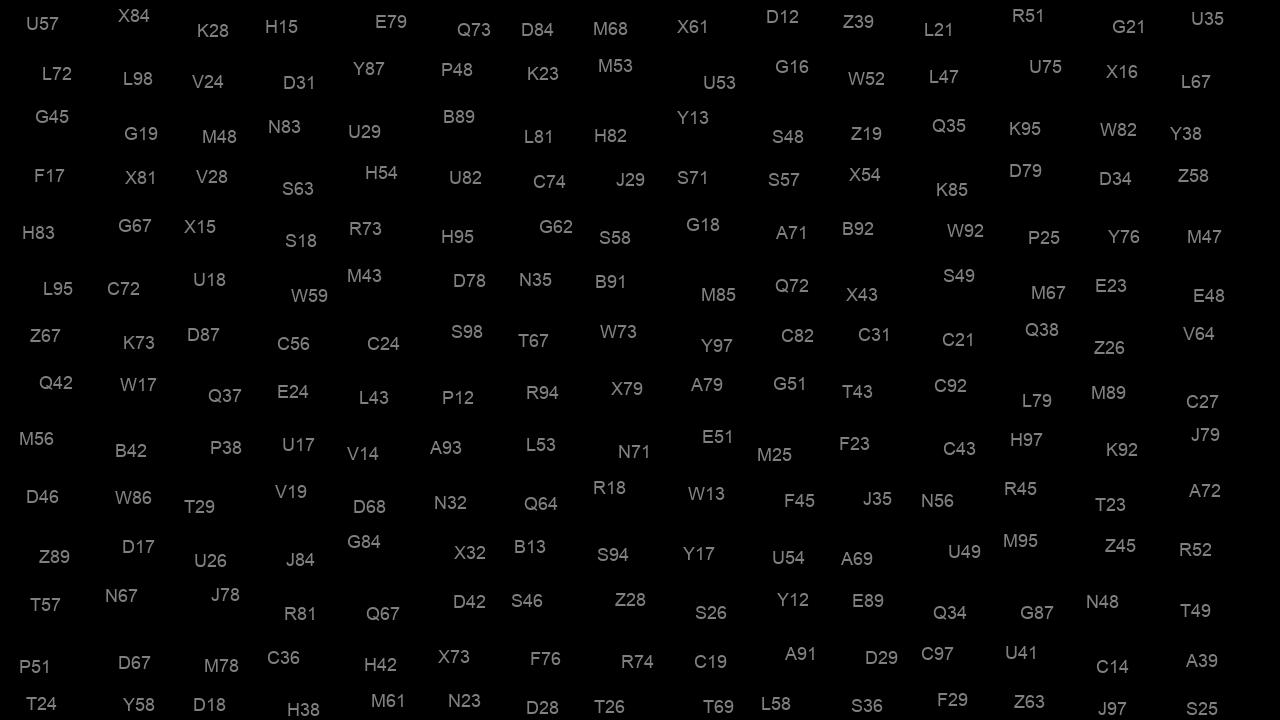 U57 X84 K28 H15 E79 Q73 D84 M68 X61 D12 Z39 L21 R51 G21 U35
L72 L98 V24 D31 Y87 P48 K23 M53 U53 G16 W52 L47 U75 X16 L67
G45 G19 M48 N83 U29 B89 L81 H82 Y13 S48 Z19 Q35 K95 W82 Y38
F17 X81 V28 S63 H54 U82 C74 J29 S71 S57 X54 K85 D79 D34 Z58
H83 G67 X15 S18 R73 H95 G62 S58 G18 A71 B92 W92 P25 Y76 M47
L95 C72 U18 W59 M43 D78 N35 B91 M85 Q72 X43 S49 M67 E23 E48
Z67 K73 D87 C56 C24 S98 T67 W73 Y97 C82 C31 C21 Q38 Z26 V64
Q42 W17 Q37 E24 L43 P12 R94 X79 A79 G51 T43 C92 L79 M89 C27
M56 B42 P38 U17 V14 A93 L53 N71 E51 M25 F23 C43 H97 K92 J79
D46 W86 T29 V19 D68 N32 Q64 R18 W13 F45 J35 N56 R45 T23 A72
Z89 D17 U26 J84 G84 X32 B13 S94 Y17 U54 A69 U49 M95 Z45 R52
T57 N67 J78 R81 Q67 D42 S46 Z28 S26 Y12 E89 Q34 G87 N48 T49
P51 D67 M78 C36 H42 X73 F76 R74 C19 A91 D29 C97 U41 C14 A39
T24 Y58 D18 H38 M61 N23 D28 T26 T69 L58 S36 F29 Z63 J97 S25